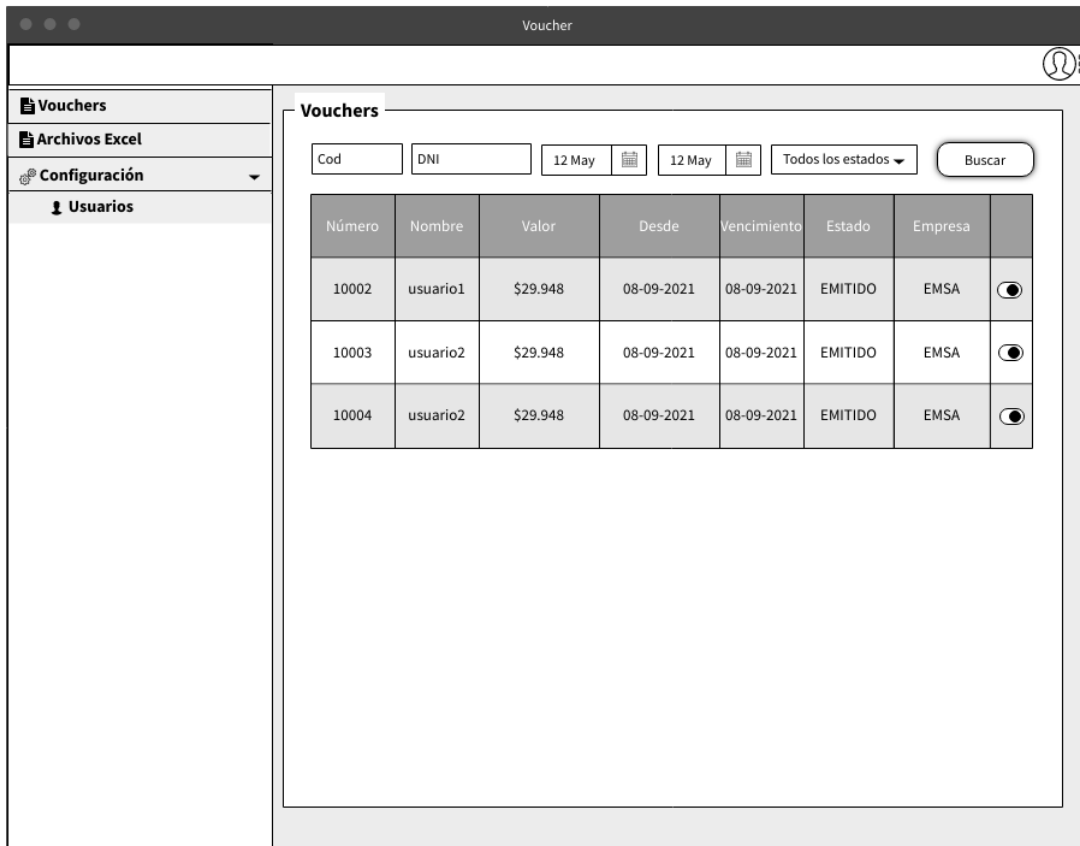 Voucher
Vouchers
Archivos Excel
Configuración
Usuarios
Vouchers
Cod DNI 12 May 12 May Todos los estados Buscar
Número Nombre Valor Desde Vencimiento Estado Empresa
10002 usuario1 $29.948 08-09-2021 08-09-2021 EMITIDO EMSA
10003 usuario2 $29.948 08-09-2021 08-09-2021 EMITIDO EMSA
10004 usuario2 $29.948 08-09-2021 08-09-2021 EMITIDO EMSA